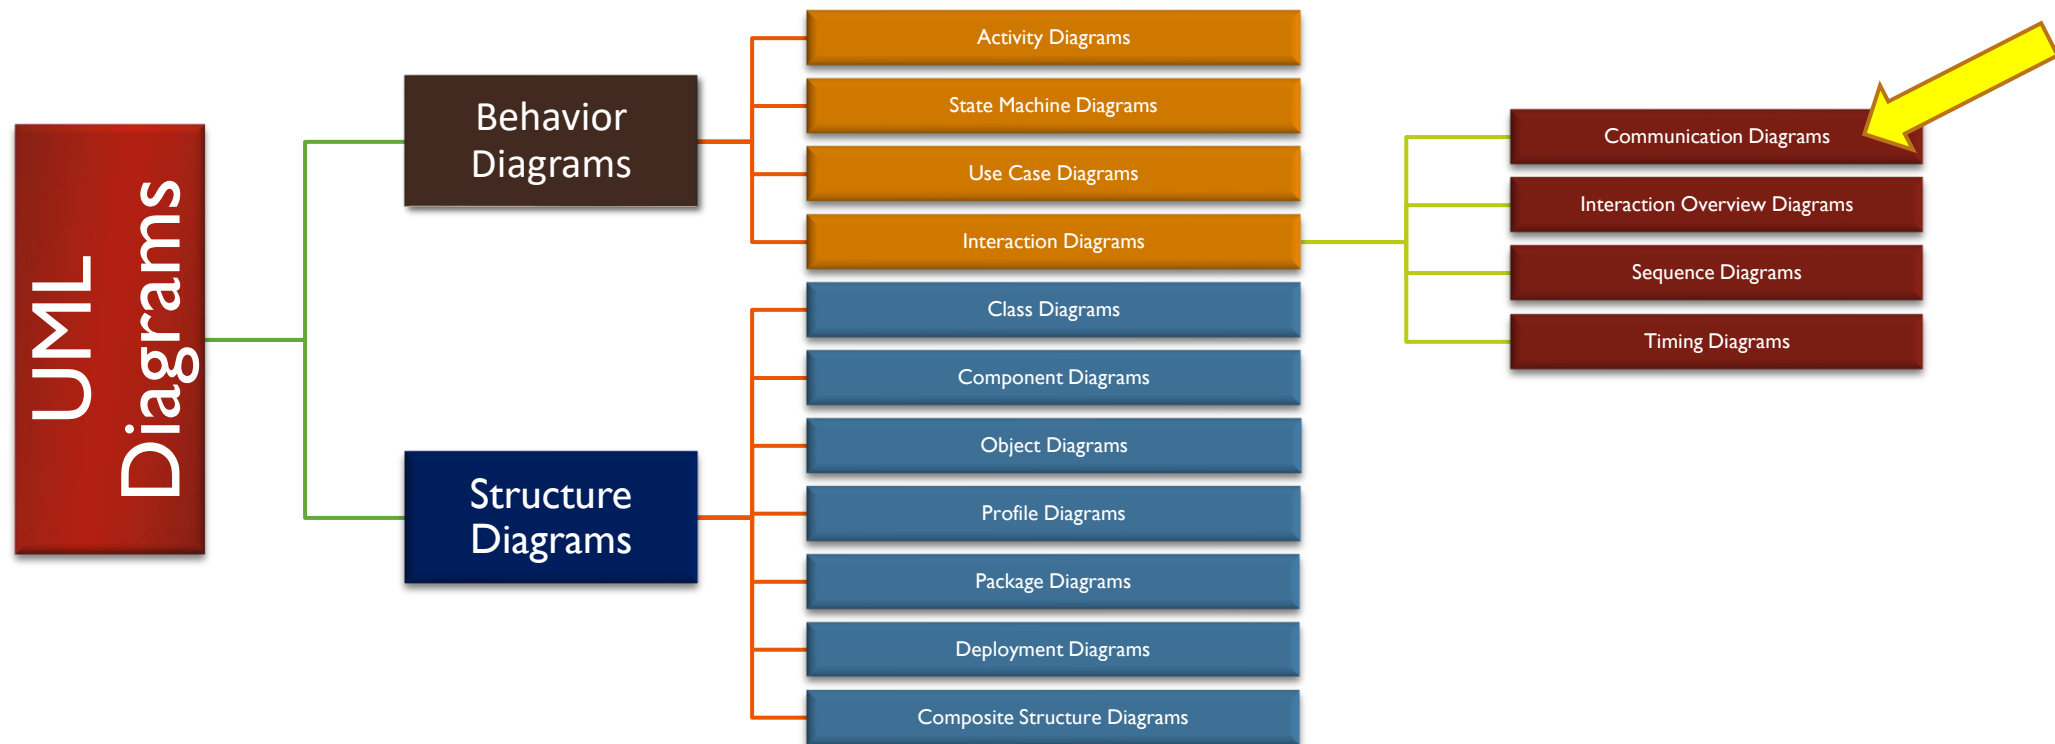 UML
Diagrams
Behavior
Diagrams
Structure
Diagrams
Activity Diagrams
State Machine Diagrams
Use Case Diagrams
Interaction Diagrams
Class Diagrams
Component Diagrams
Object Diagrams
Profile Diagrams
Package Diagrams
Deployment Diagrams
Composite Structure Diagrams
Communication Diagrams
Interaction Overview Diagrams
Sequence Diagrams
Timing Diagrams